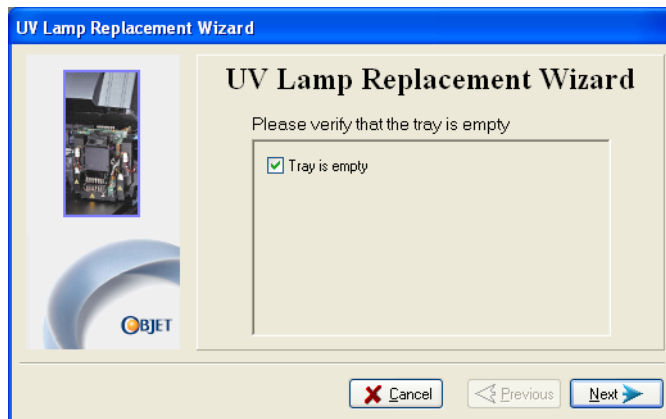 UV Lamp Replacement Wizard
UV Lamp Replacement Wizard
Please verify that the tray is empty
Tray is empty
OBJET
Cancel
Previous
Next